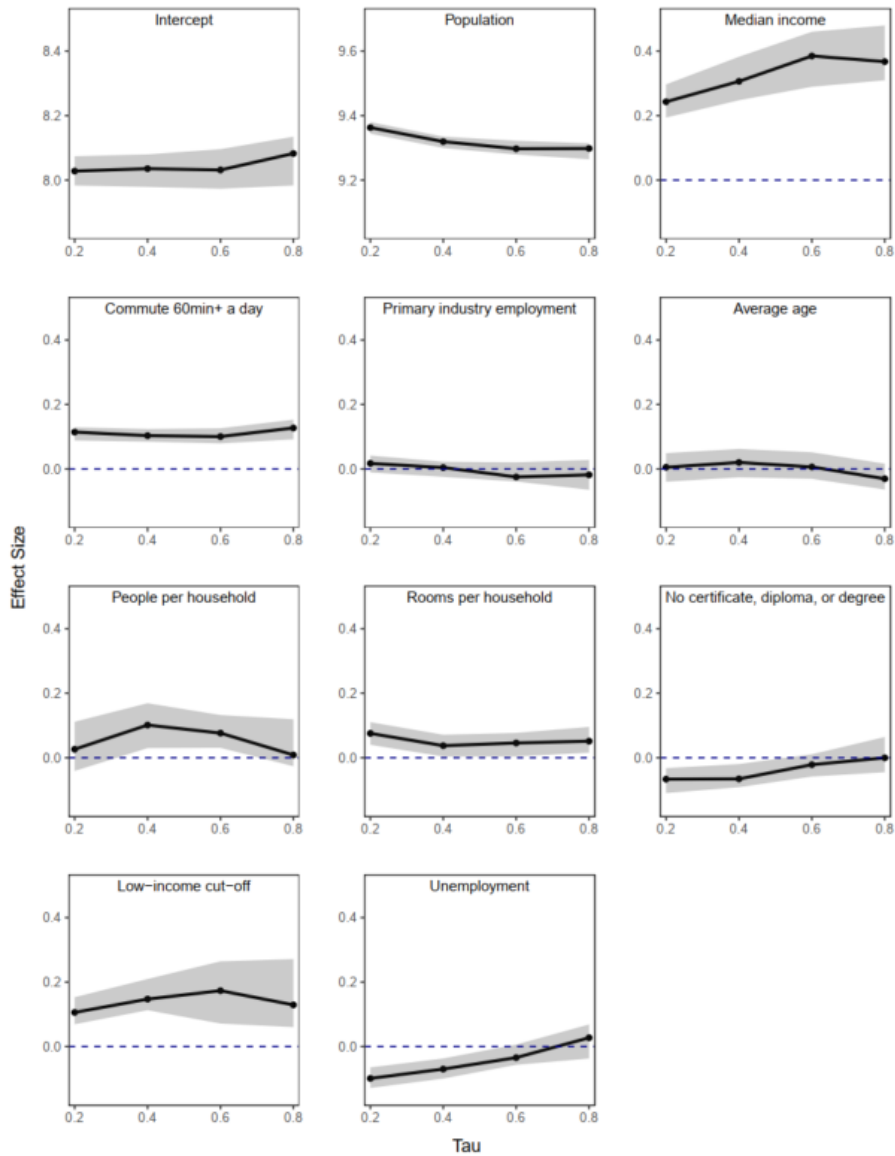 Intercept
Population
Median income
8.4
8.2
8.0
9.6
9.4
9.2
0.4
0.2
0.0
0.2 0.4 0.6 0.8
0.2 0.4 0.6 0.8
0.2 0.4 0.6 0.8
Commute 60min+ a day
Primary industry employment
Average age
0.4
0.2
0.0
0.4
0.2
0.0
0.4
0.2
0.0
0.2 0.4 0.6 0.8
0.2 0.4 0.6 0.8
0.2 0.4 0.6 0.8
Effect Size
People per household
Rooms per household
No certificate, diploma, or degree
0.4
0.2
0.0
0.4
0.2
0.0
0.4
0.2
0.0
0.2 0.4 0.6 0.8
0.2 0.4 0.6 0.8
0.2 0.4 0.6 0.8
Low−income cut−off
Unemployment
0.4
0.2
0.0
0.4
0.2
0.0
0.2 0.4 0.6 0.8
0.2 0.4 0.6 0.8
Tau